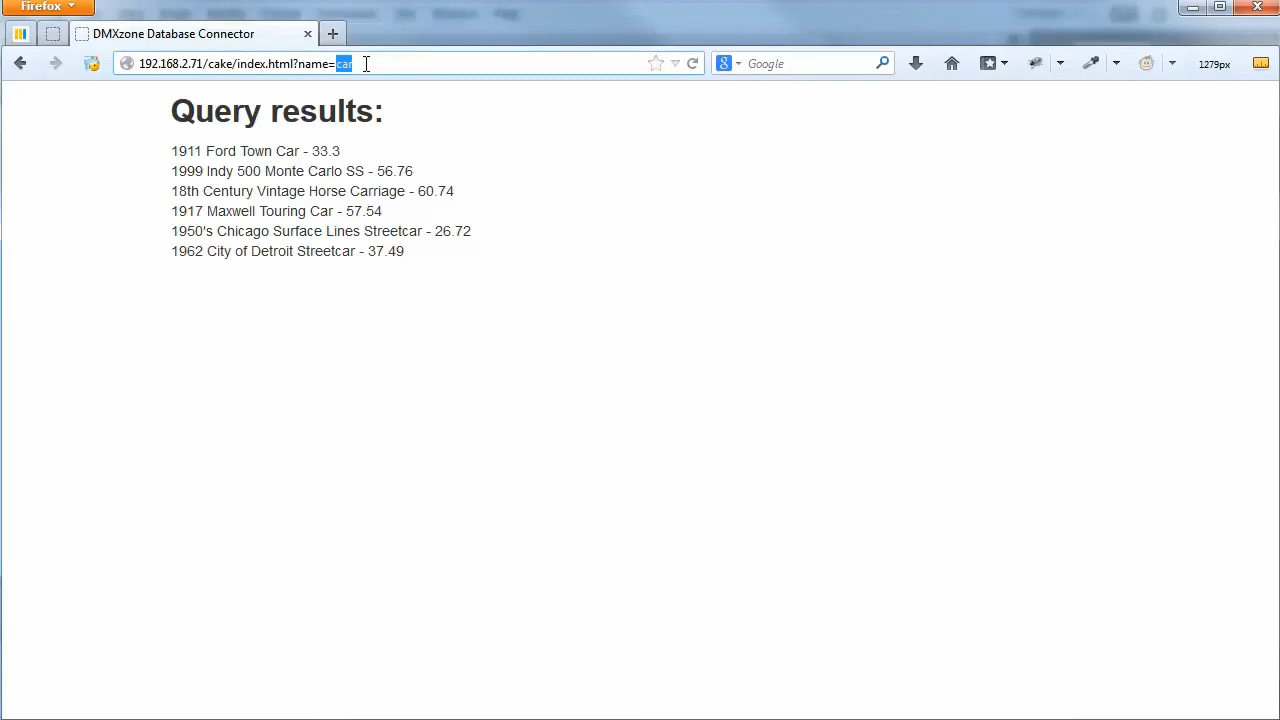 Firefox
DMXzone Database Connector
192.168.2.71/cake/index.html?name=car
Google
1279px
Query results:
1911 Ford Town Car - 33.3
1999 Indy 500 Monte Carlo SS - 56.76
18th Century Vintage Horse Carriage - 60.74
1917 Maxwell Touring Car - 57.54
1950's Chicago Surface Lines Streetcar - 26.72
1962 City of Detroit Streetcar - 37.49